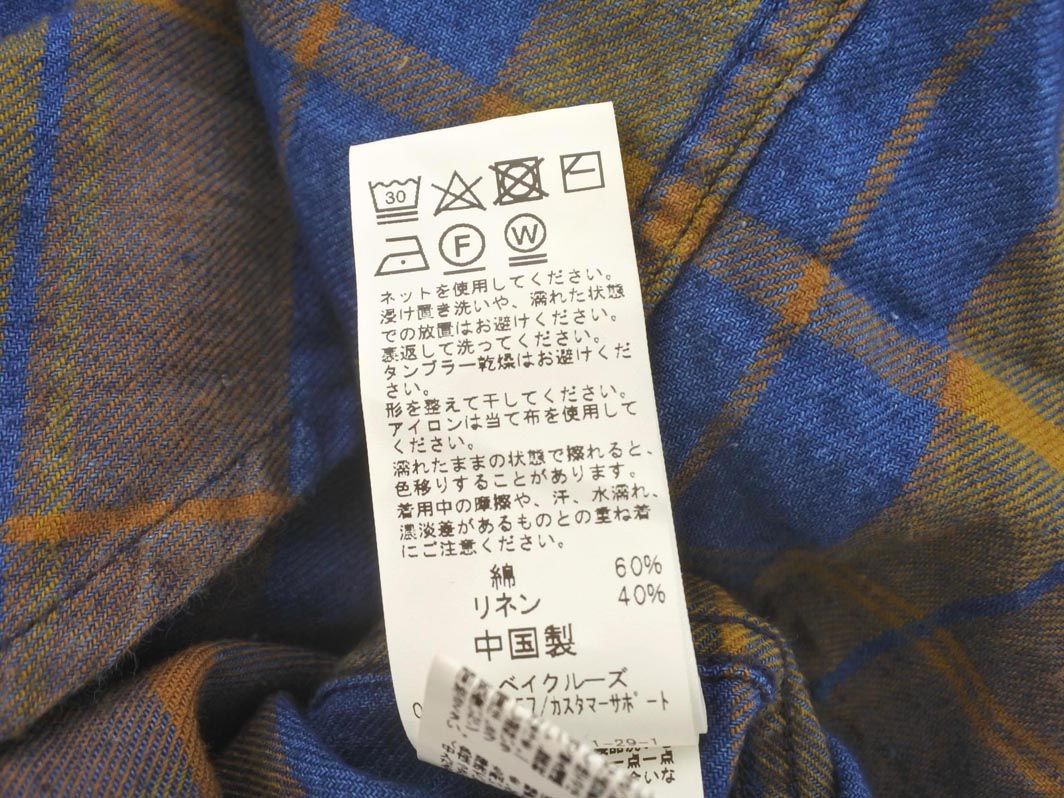 30
F
W
ネットを使用してください。
浸け置き洗いや、濡れた状態
での放置はお避けください。
裏返して洗ってください。
タンブラー乾燥はお避けくだ
さい。
形を整えて干してください。
アイロンは当て布を使用して
ください。
濡れたままの状態で擦れると、
色移りすることがあります。
着用中の摩擦や、汗、水濡れ、
濃淡差があるものとの重ね着
にご注意ください。
綿 60%
リネン 40%
中国製
ベイクルーズ
/カスタマーサポート
1-29-1
一点一点